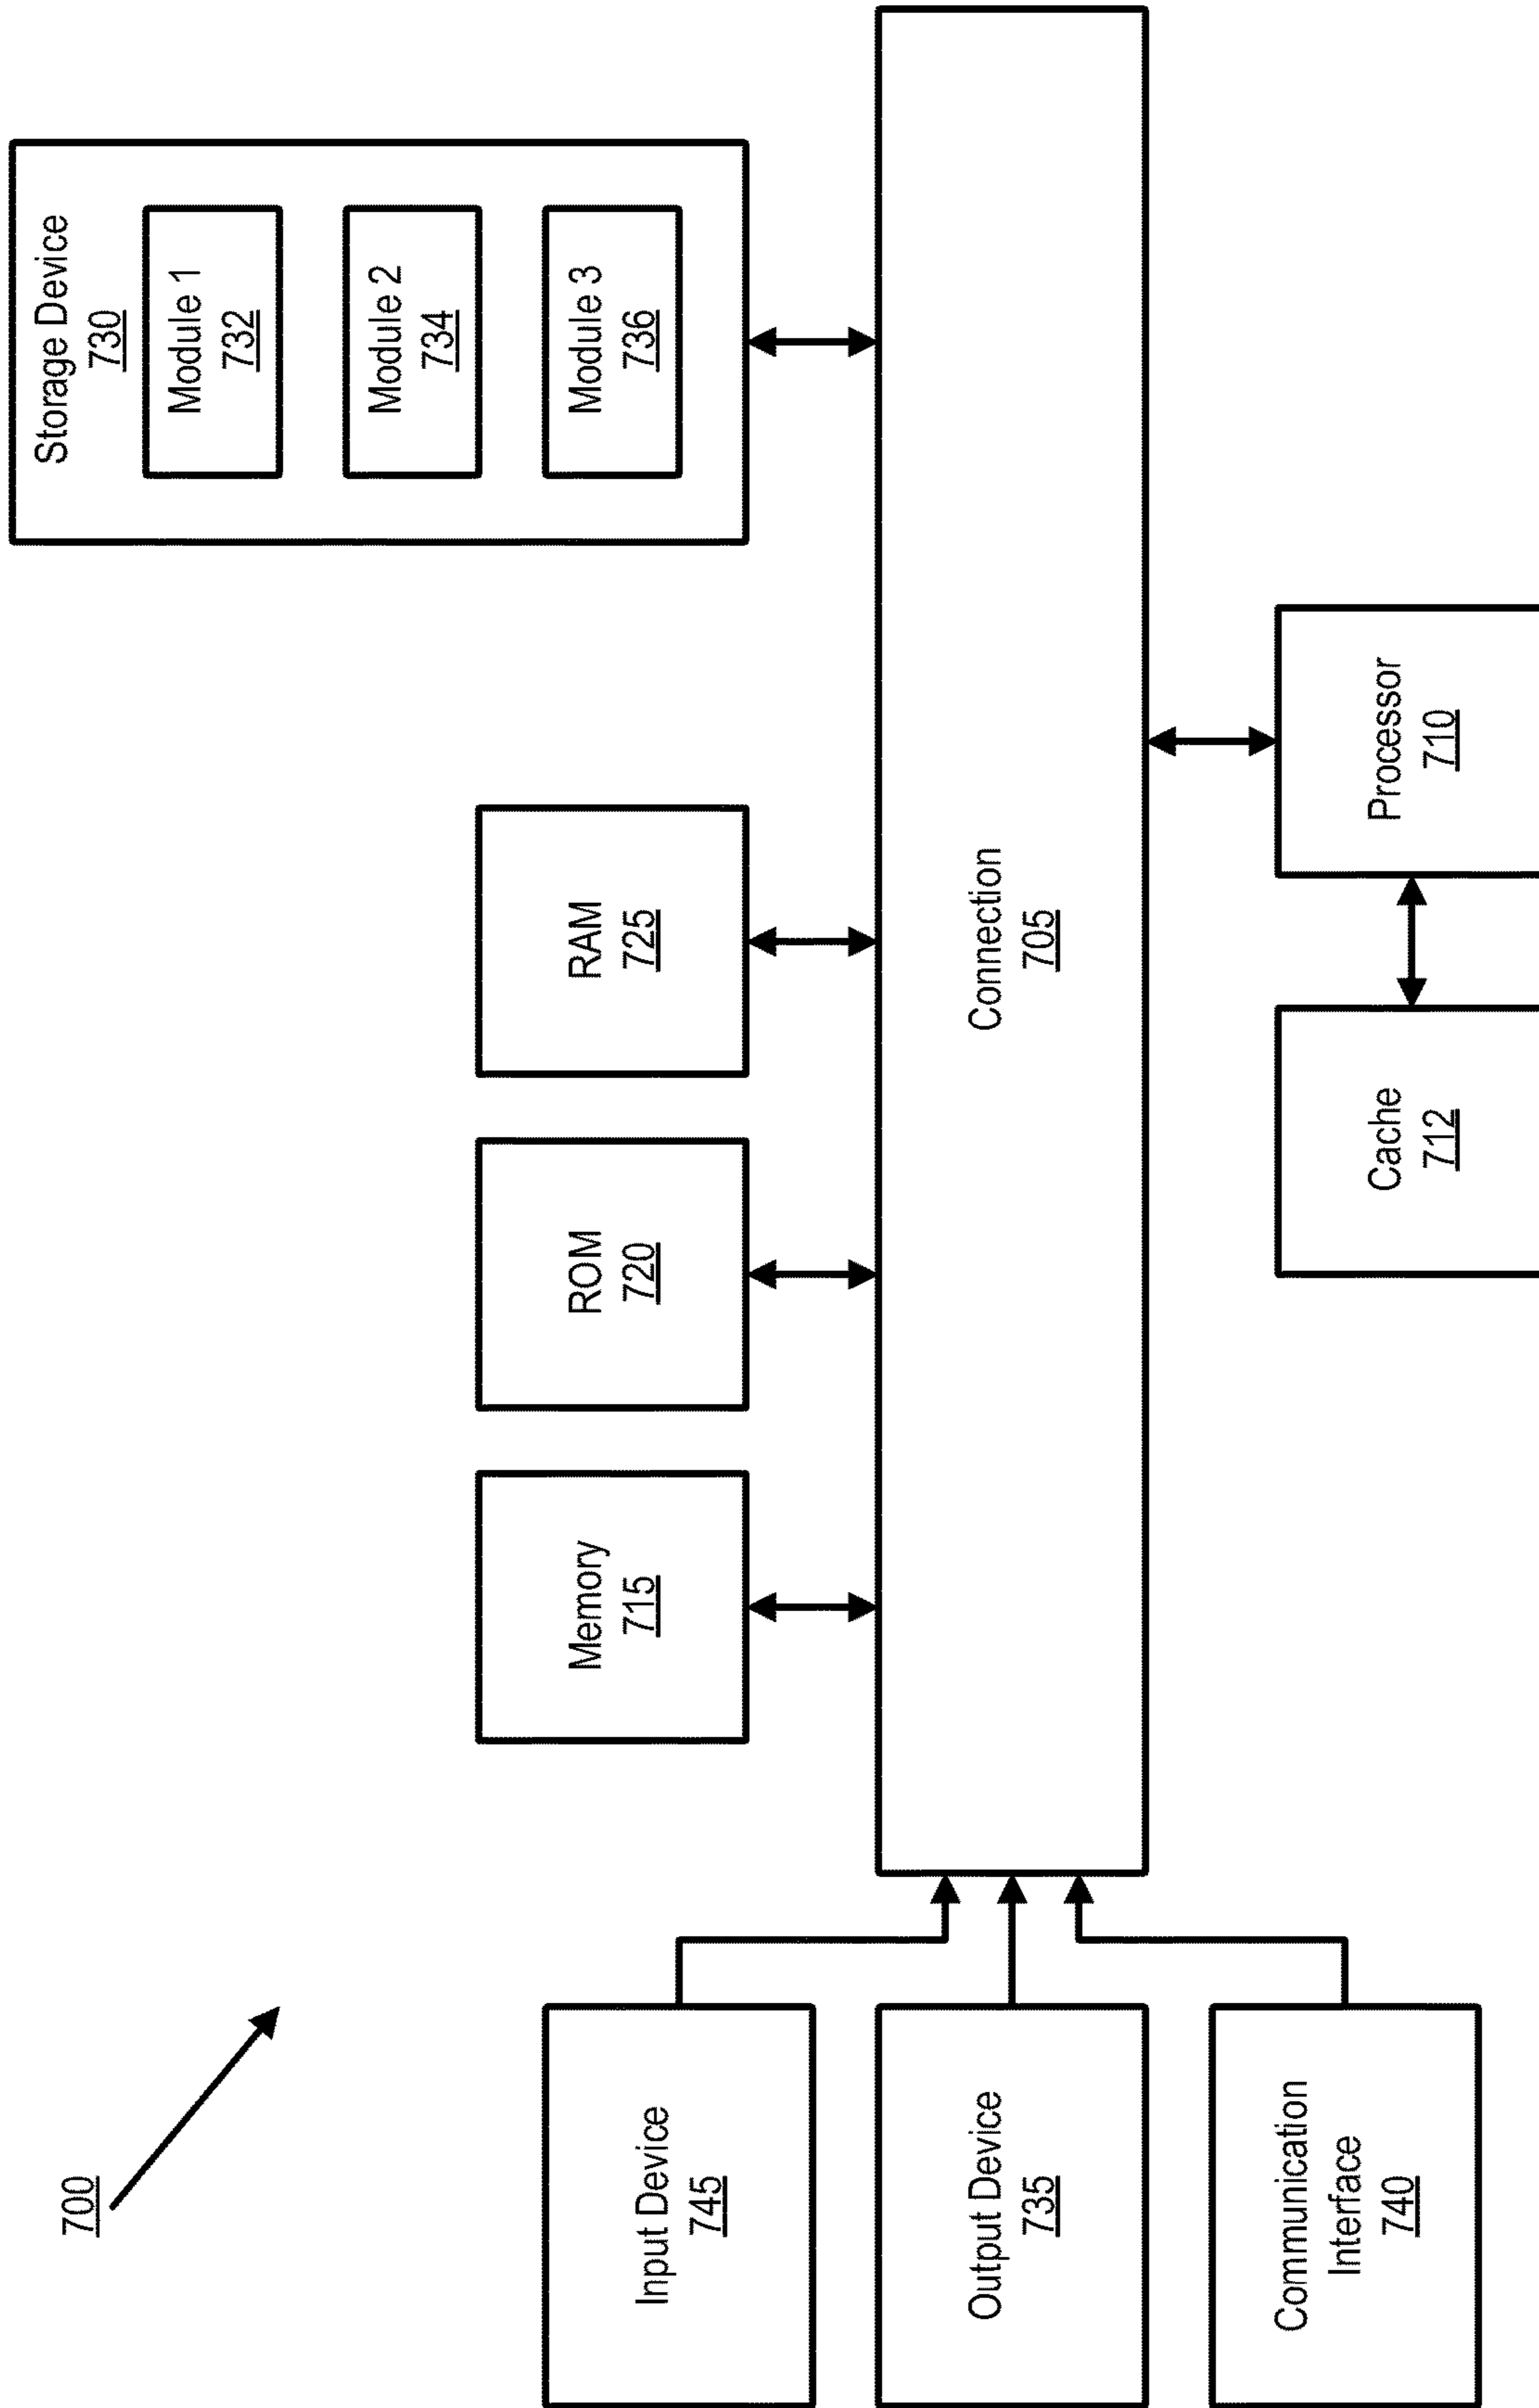 700
Input Device
745
Output Device
735
Communication
Interface
740
Memory
715
ROM
720
RAM
725
Storage Device
730
Module 1
732
Module 2
734
Module 3
736
Connection
705
Cache
712
Processor
710